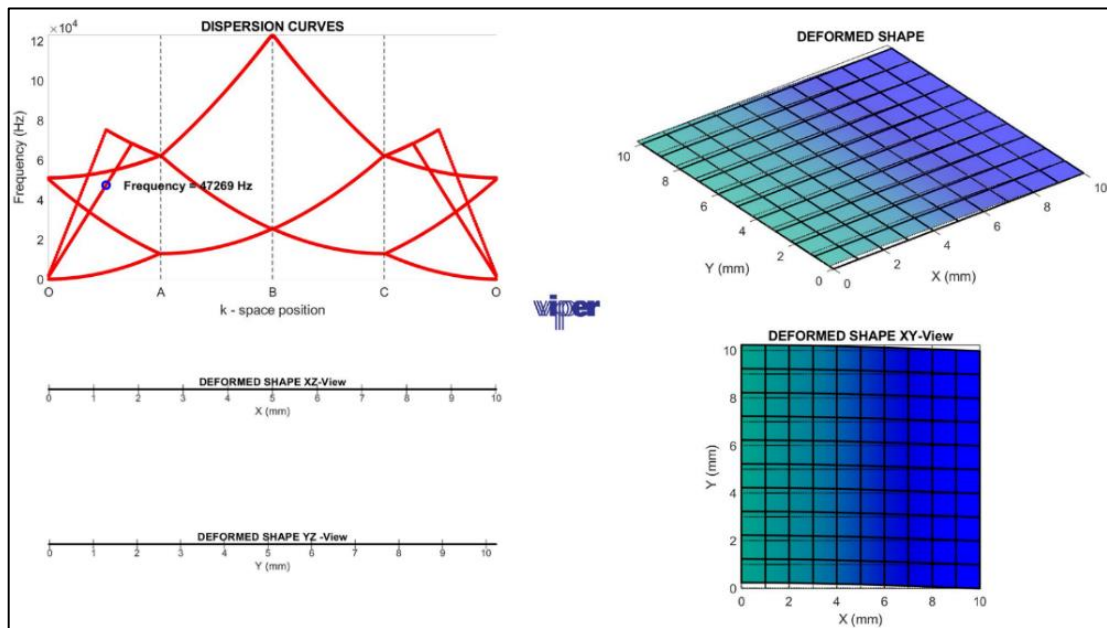 DISPERSION CURVES
×10⁴
12
10
8
6
4
2
0
Frequency (Hz)
Frequency = 47269 Hz
O A B C O
k - space position
DEFORMED SHAPE
10
8
6
4
2
0
Y (mm)
0
2
4
6
8
10
X (mm)
viper
DEFORMED SHAPE XZ-View
0 1 2 3 4 5 6 7 8 9 10
X (mm)
DEFORMED SHAPE YZ -View
0 1 2 3 4 5 6 7 8 9 10
Y (mm)
DEFORMED SHAPE XY-View
10
8
6
4
2
0
Y (mm)
0 2 4 6 8 10
X (mm)